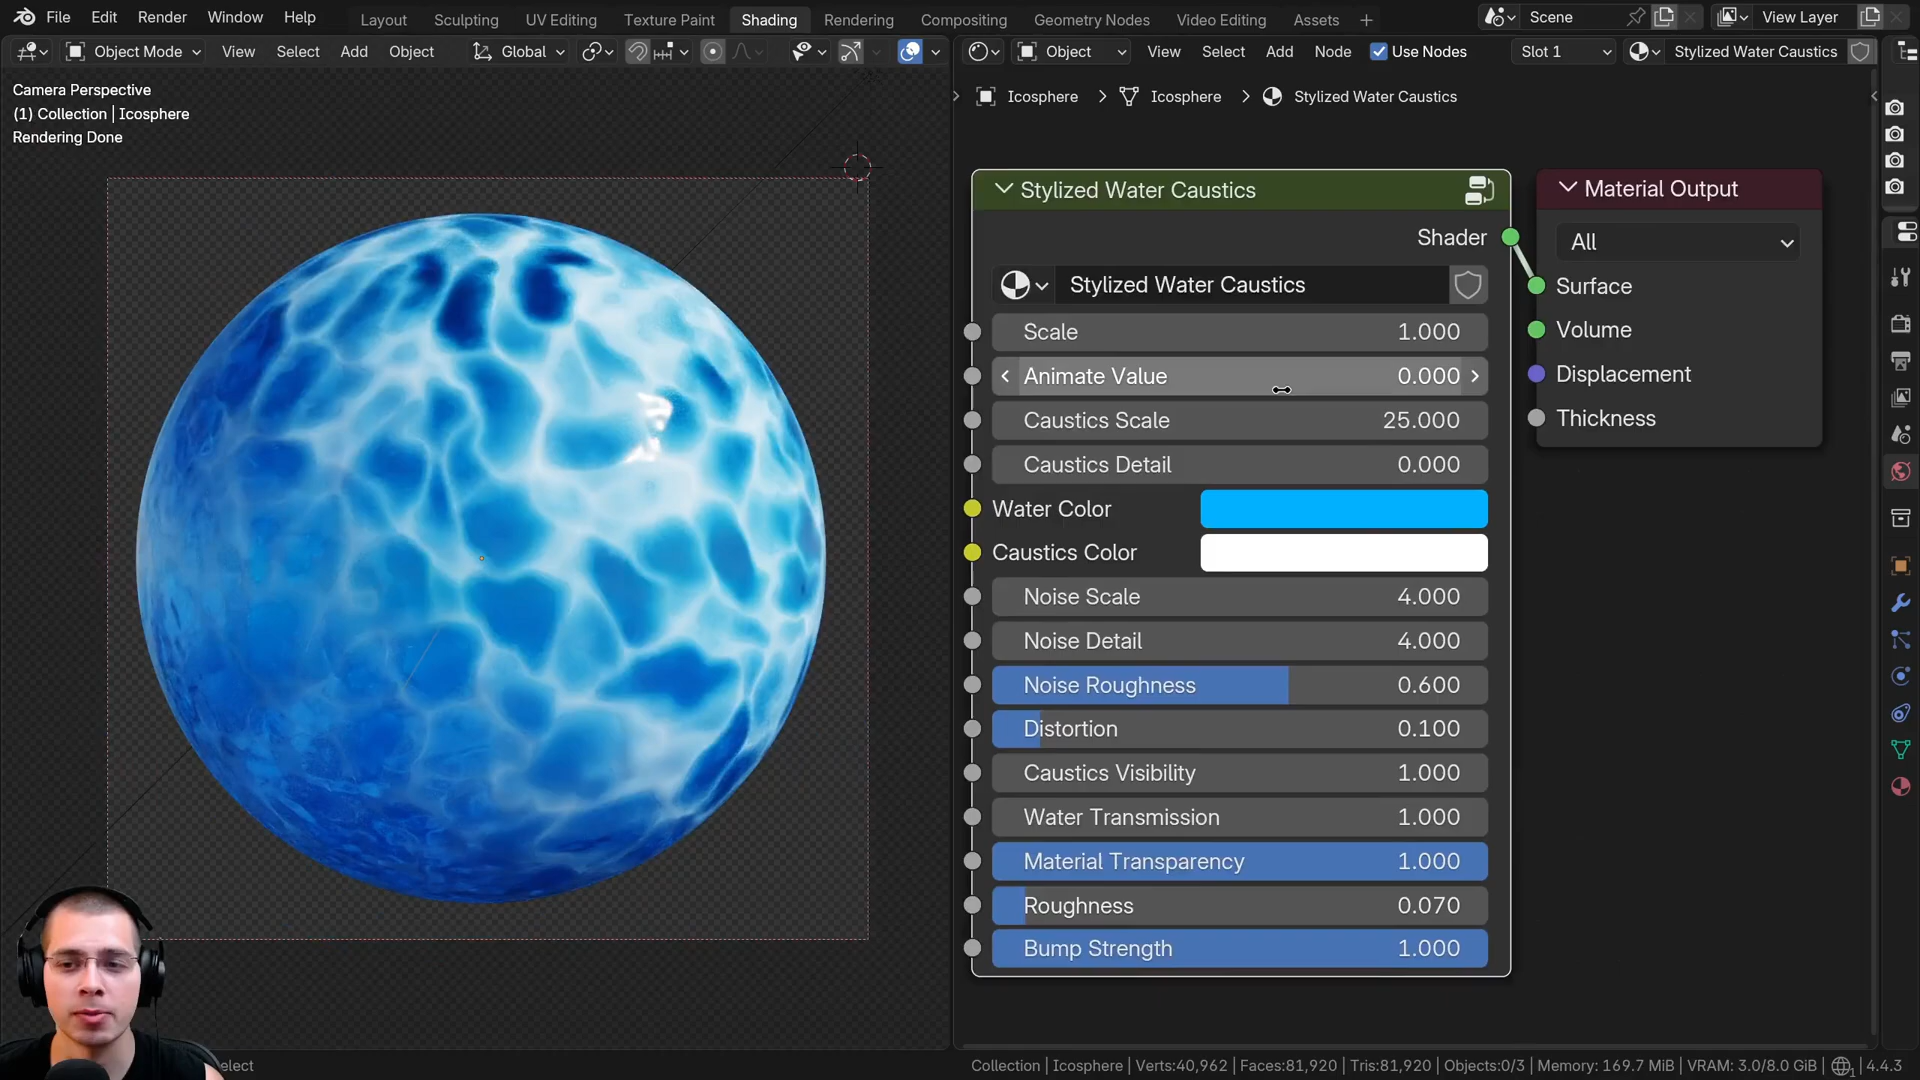 File Edit Render Window Help
Layout Sculpting UV Editing Texture Paint Shading Rendering Compositing Geometry Nodes Video Editing Assets
Scene View Layer
Object Mode View Select Add Object Global
Object View Select Add Node Use Nodes Slot 1 Stylized Water Caustics
Camera Perspective
(1) Collection | Icosphere
Rendering Done
Icosphere Icosphere Stylized Water Caustics
Stylized Water Caustics
Shader
Stylized Water Caustics
Scale 1.000
Animate Value 0.000
Caustics Scale 25.000
Caustics Detail 0.000
Water Color
Caustics Color
Noise Scale 4.000
Noise Detail 4.000
Noise Roughness 0.600
Distortion 0.100
Caustics Visibility 1.000
Water Transmission 1.000
Material Transparency 1.000
Roughness 0.070
Bump Strength 1.000
Material Output
All
Surface
Volume
Displacement
Thickness
elect
Collection | Icosphere | Verts:40,962 | Faces:81,920 | Tris:81,920 | Objects:0/3 | Memory: 169.7 MiB | VRAM: 3.0/8.0 GiB | 1 4.4.3